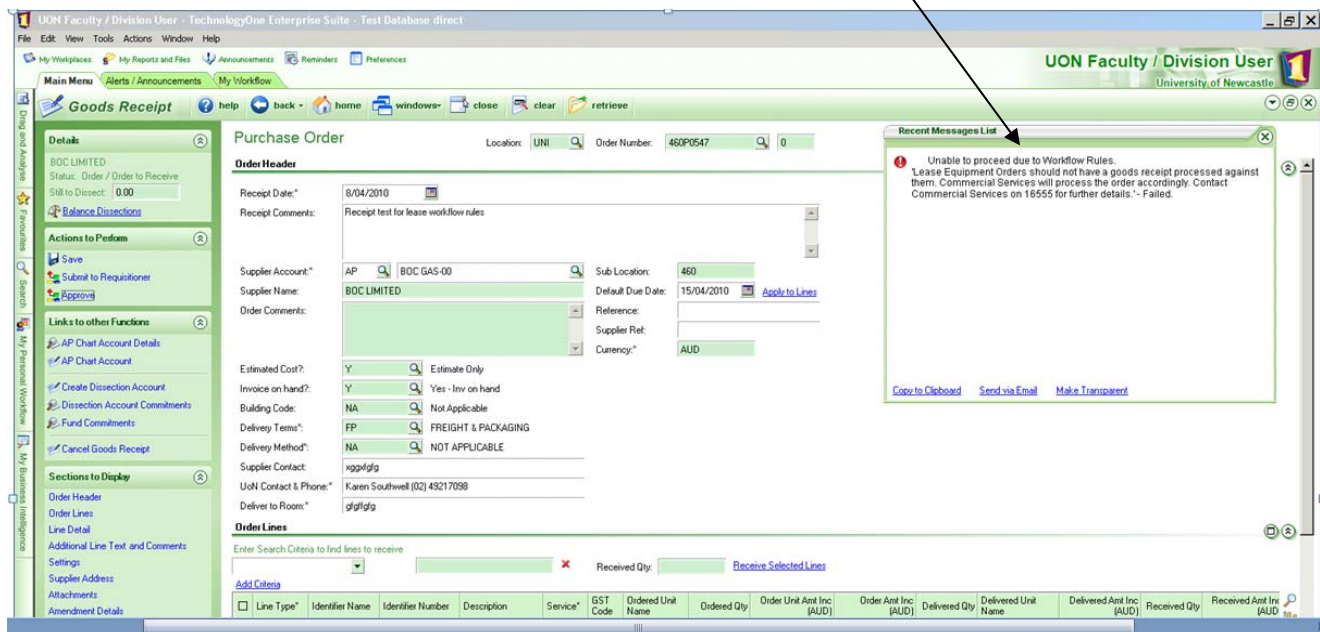 UON Faculty / Division User - TechnologyOne Enterprise Suite - Test Database direct
File Edit View Tools Actions Window Help
My Workplaces My Reports and Files Announcements Reminders Preferences
UON Faculty / Division User
University of Newcastle
Main Menu Alerts / Announcements My Workflow
Goods Receipt help back home windows close clear retrieve
Drag and Analyse
Favourites
Search
My Personal Workflow
My Business Intelligence
Details
BOC LIMITED
Status: Order / Order to Receive
Still to Dissect: 0.00
Balance Dissections
Actions to Perform
Save
Submit to Requisitioner
Approve
Links to other Functions
AP Chart Account Details
AP Chart Account
Create Dissection Account
Dissection Account Commitments
Fund Commitments
Cancel Goods Receipt
Sections to Display
Order Header
Order Lines
Line Detail
Additional Line Text and Comments
Settings
Supplier Address
Attachments
Amendment Details
Purchase Order Location: UNI Order Number: 460P0547 0
Order Header
Receipt Date:* 8/04/2010
Receipt Comments: Receipt test for lease workflow rules
Supplier Account:* AP BOC GAS-00 Sub Location: 460
Supplier Name: BOC LIMITED Default Due Date: 15/04/2010 Apply to Lines
Order Comments: Reference:
Supplier Ref:
Currency:* AUD
Estimated Cost?: Y Estimate Only
Invoice on hand?: Y Yes - Inv on hand
Building Code: NA Not Applicable
Delivery Terms*: FP FREIGHT & PACKAGING
Delivery Method*: NA NOT APPLICABLE
Supplier Contact: xggxfgfg
UoN Contact & Phone:* Karen Southwell (02) 49217098
Deliver to Room:* gfgffgfg
Recent Messages List
Unable to proceed due to Workflow Rules.
'Lease Equipment Orders should not have a goods receipt processed against
them. Commercial Services will process the order accordingly. Contact
Commercial Services on 16555 for further details.' - Failed.
Copy to Clipboard Send via Email Make Transparent
Order Lines
Enter Search Criteria to find lines to receive
Received Qty: Receive Selected Lines
Add Criteria
Line Type* Identifier Name Identifier Number Description Service* GST Code Ordered Unit Name Ordered Qty Order Unit Amt Inc (AUD) Order Amt Inc (AUD) Delivered Qty Delivered Unit Name Delivered Amt Inc (AUD) Received Qty Received Amt Inc (AUD